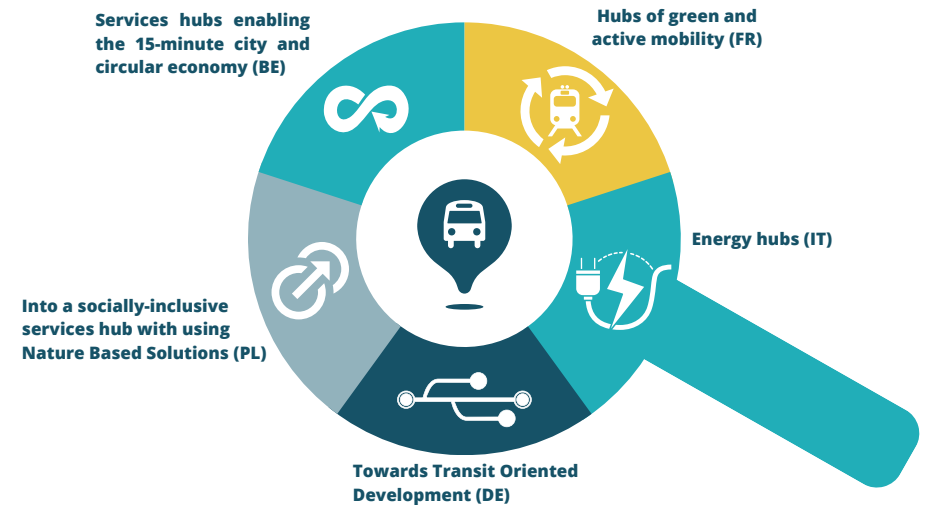 Services hubs enabling
the 15-minute city and
circular economy (BE)
Hubs of green and
active mobility (FR)
Energy hubs (IT)
Into a socially-inclusive
services hub with using
Nature Based Solutions (PL)
Towards Transit Oriented
Development (DE)